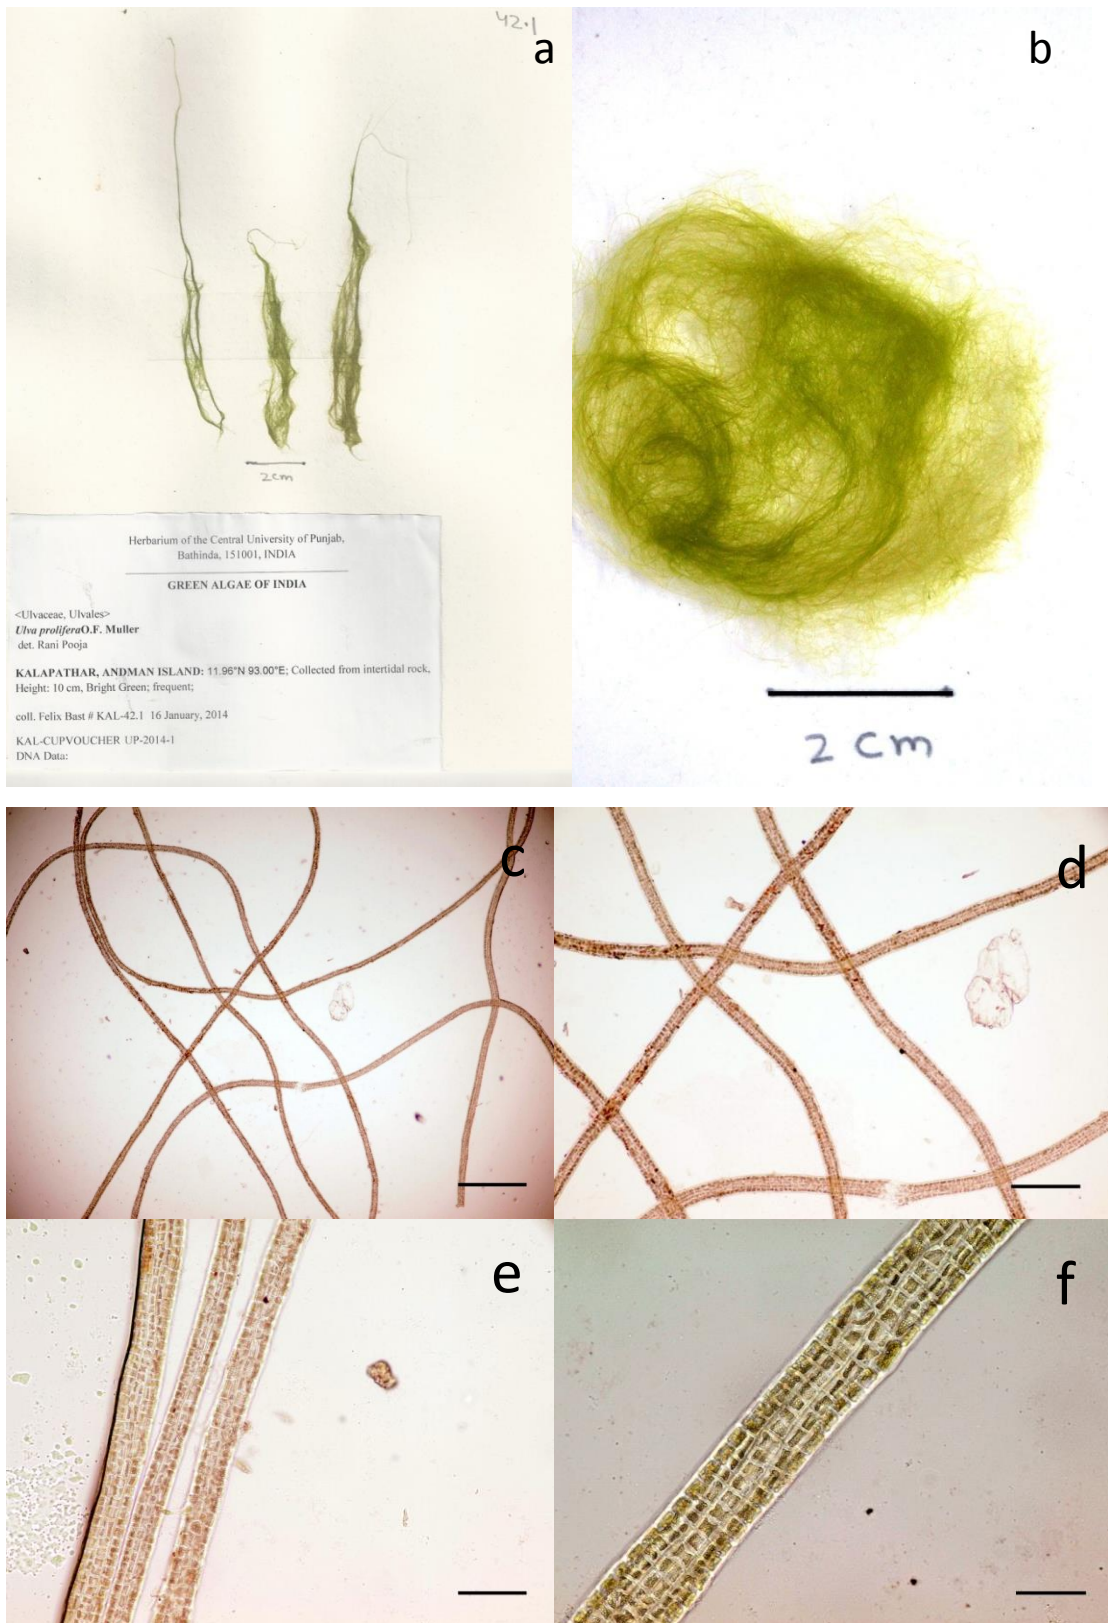 42.1
a
b
2cm
Herbarium of the Central University of Punjab,
Bathinda, 151001, INDIA
GREEN ALGAE OF INDIA
<Ulvaceae, Ulvales>
Ulva proliferaO.F. Muller
det. Rani Pooja
KALAPATHAR, ANDMAN ISLAND: 11.96°N 93.00°E; Collected from intertidal rock,
Height: 10 cm, Bright Green; frequent;
coll. Felix Bast # KAL-42.1 16 January, 2014
KAL-CUPVOUCHER UP-2014-1
DNA Data:
2 cm
c
d
e
f